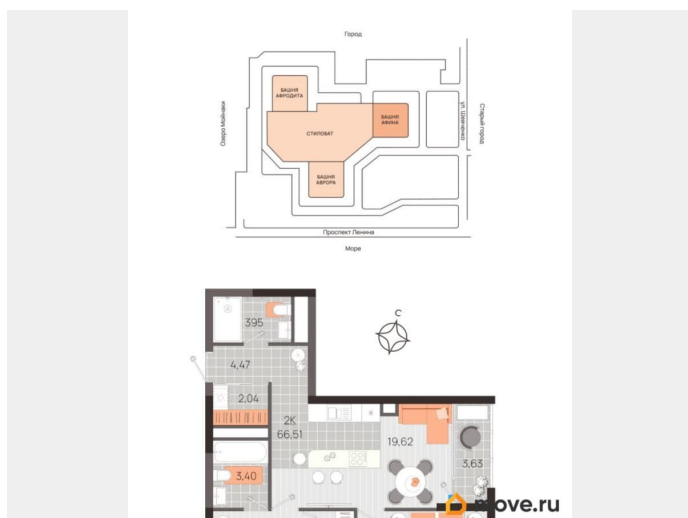 Город
Озеро Мойнаки
БАШНЯ
АФРОДИТА
СТИЛОБАТ
БАШНЯ
АФИНА
ул. Шевченко
Старый город
БАШНЯ
АВРОРА
Проспект Ленина
Море
С
3,95
4,47
2,04
2К
66,51
19,62
3,63
3,40
move.ru